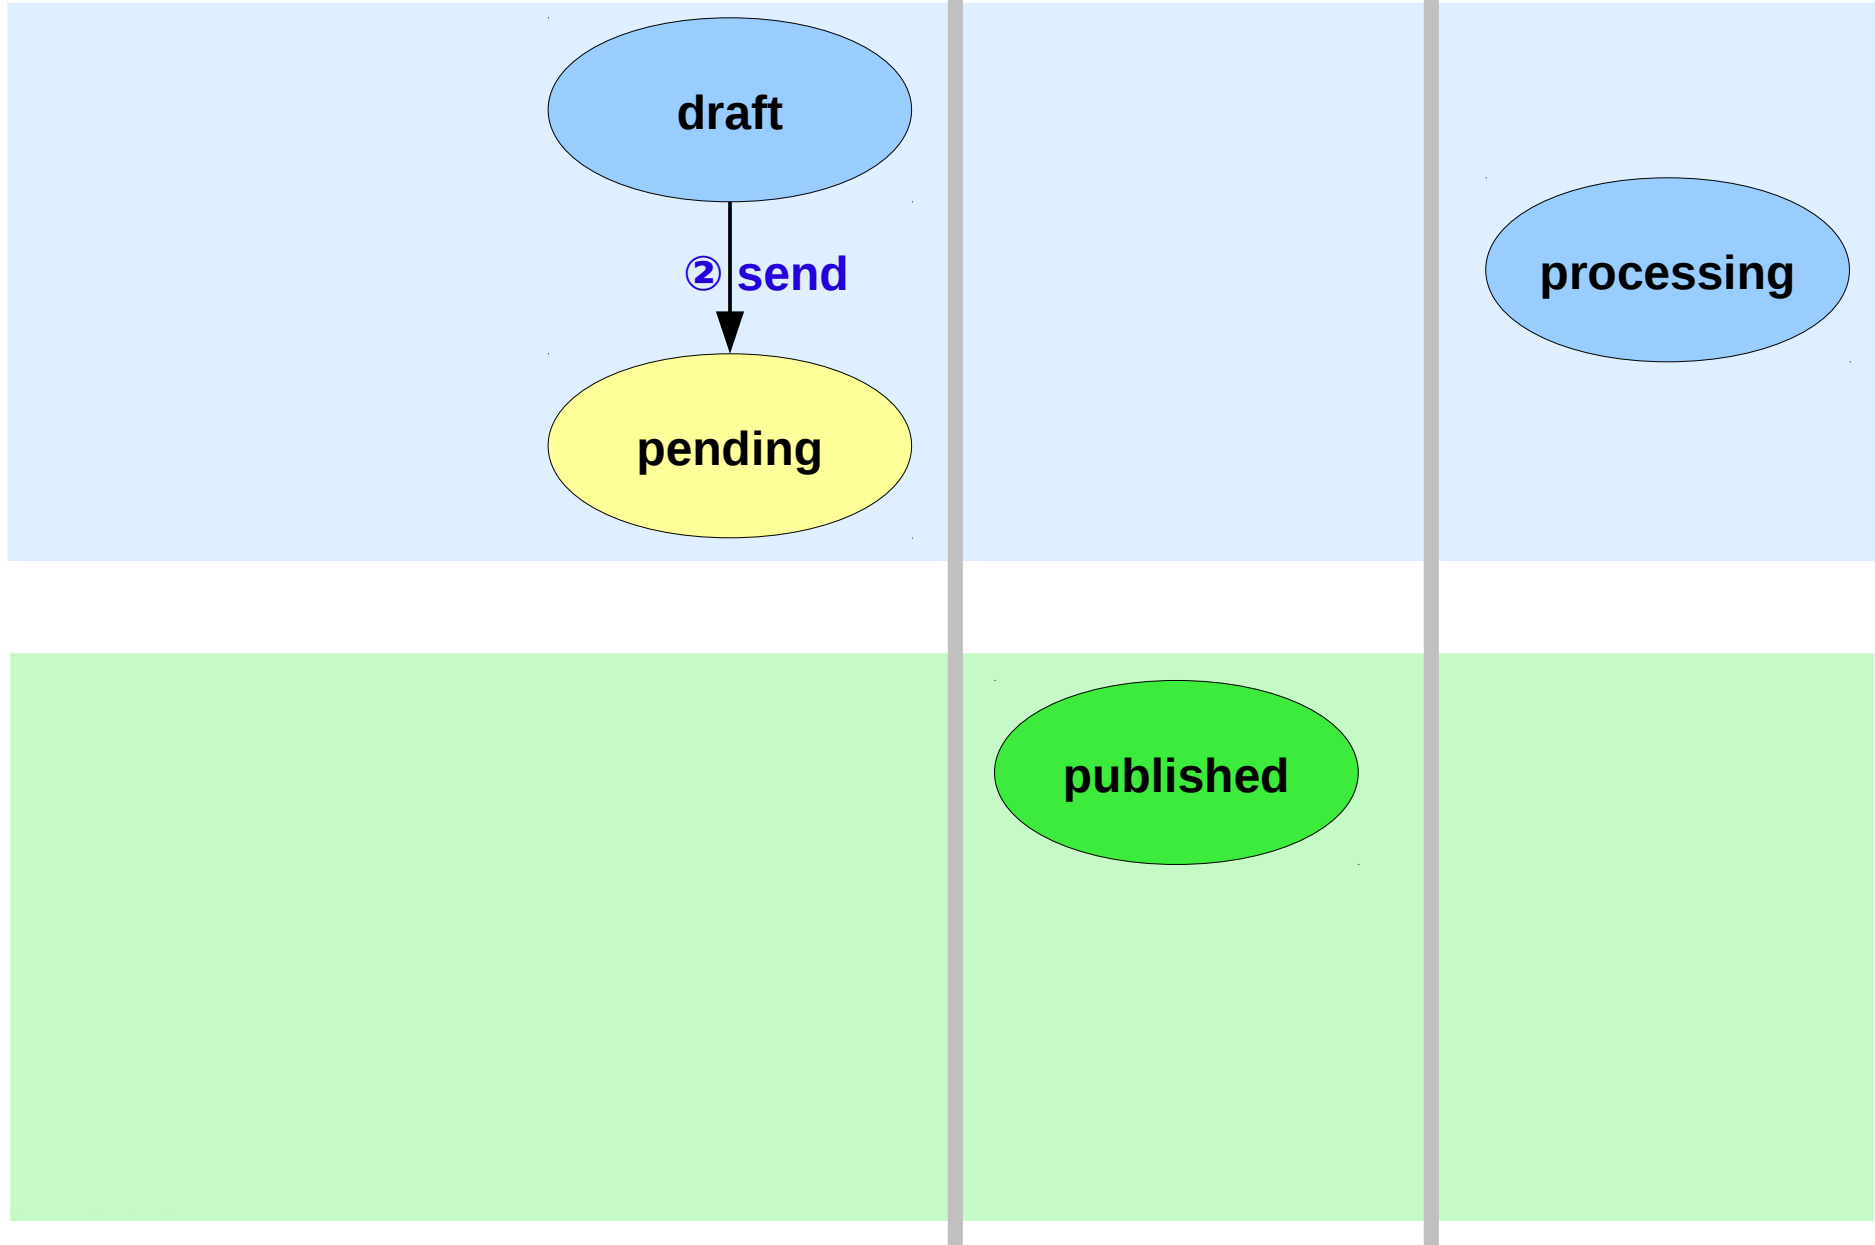 draft
② send
processing
pending
published